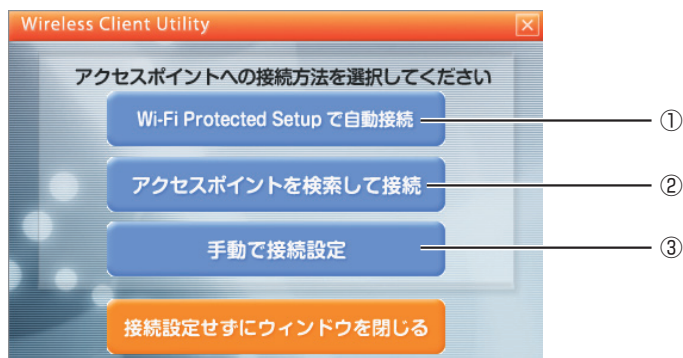 Wireless Client Utility
アクセスポイントへの接続方法を選択してください
Wi-Fi Protected Setup で自動接続
①
アクセスポイントを検索して接続
②
手動で接続設定
③
接続設定せずにウィンドウを閉じる